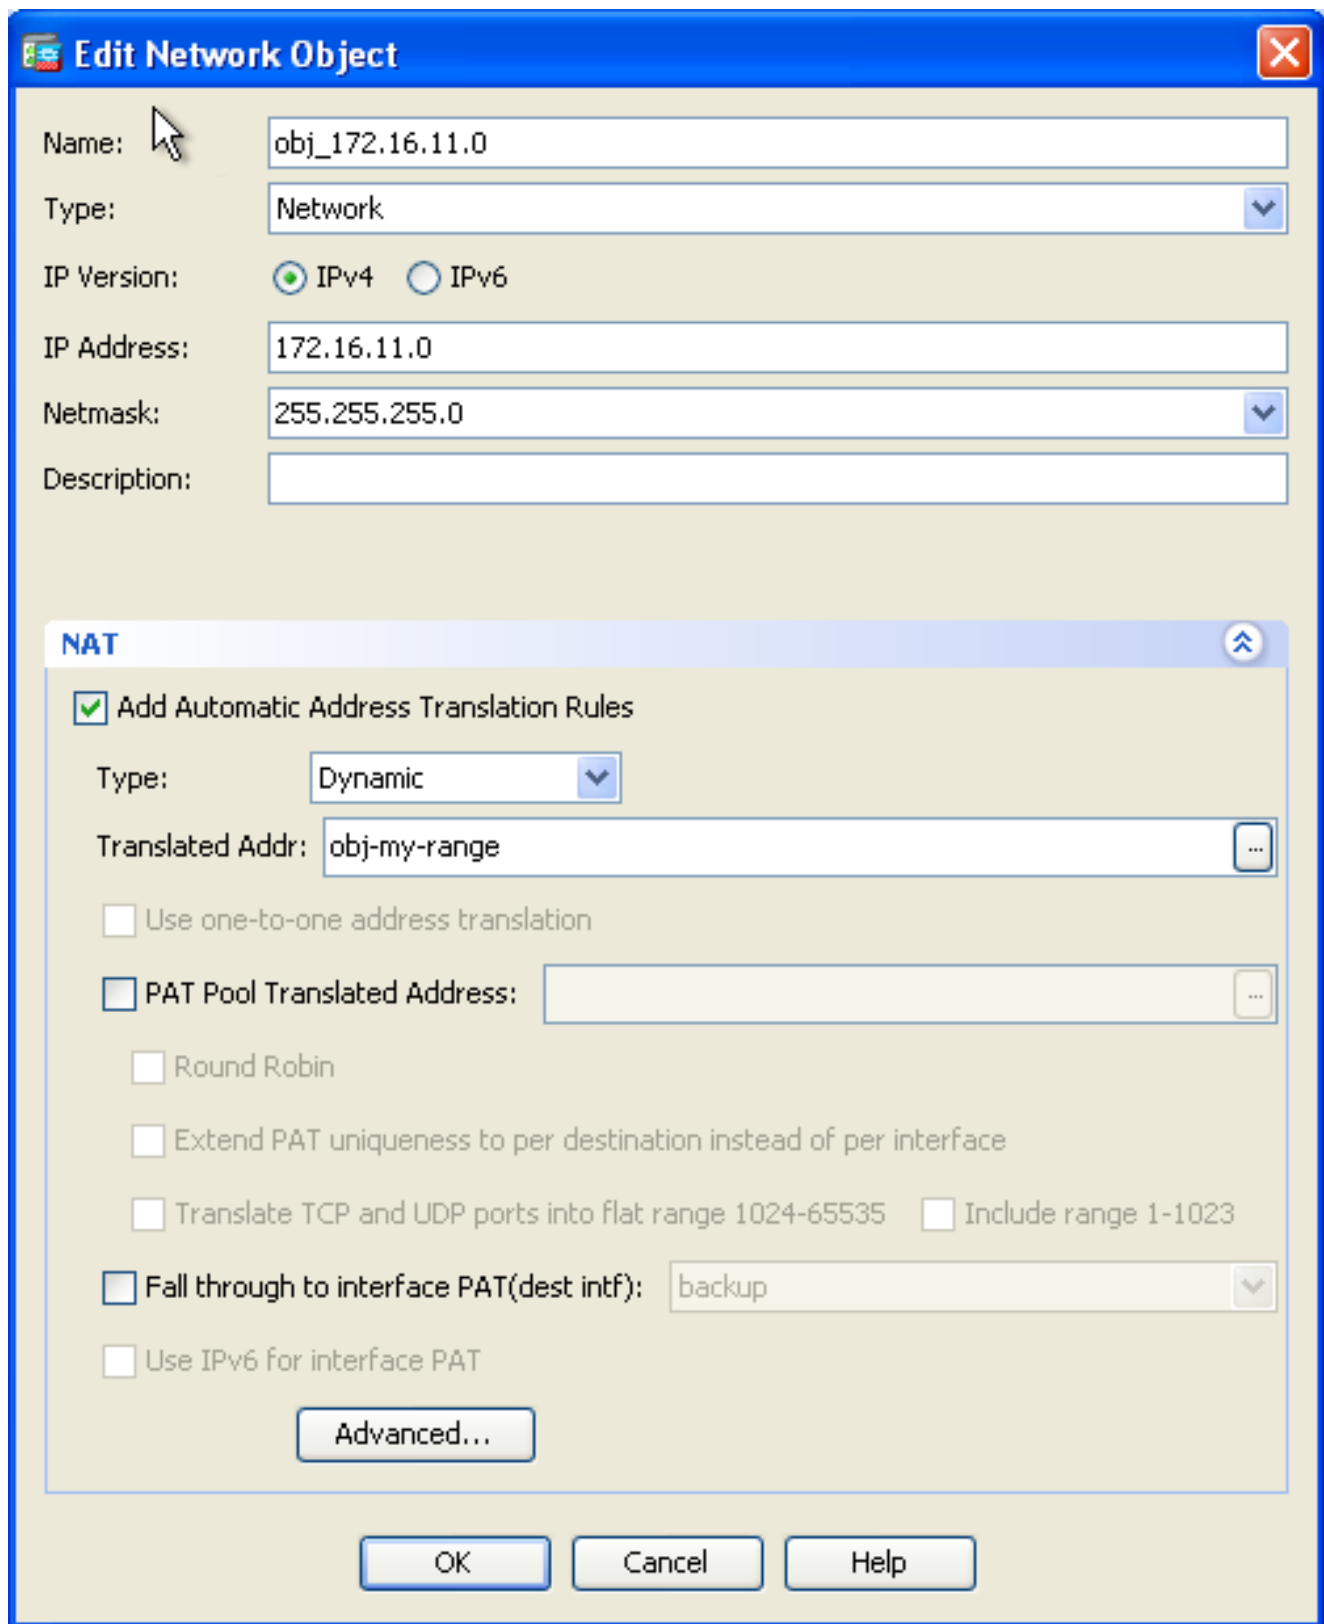 Edit Network Object
Name: obj_172.16.11.0
Type: Network
IP Version: IPv4 IPv6
IP Address: 172.16.11.0
Netmask: 255.255.255.0
Description:
NAT
Add Automatic Address Translation Rules
Type: Dynamic
Translated Addr: obj-my-range ...
Use one-to-one address translation
PAT Pool Translated Address: ...
Round Robin
Extend PAT uniqueness to per destination instead of per interface
Translate TCP and UDP ports into flat range 1024-65535 Include range 1-1023
Fall through to interface PAT(dest intf): backup
Use IPv6 for interface PAT
Advanced...
OK Cancel Help